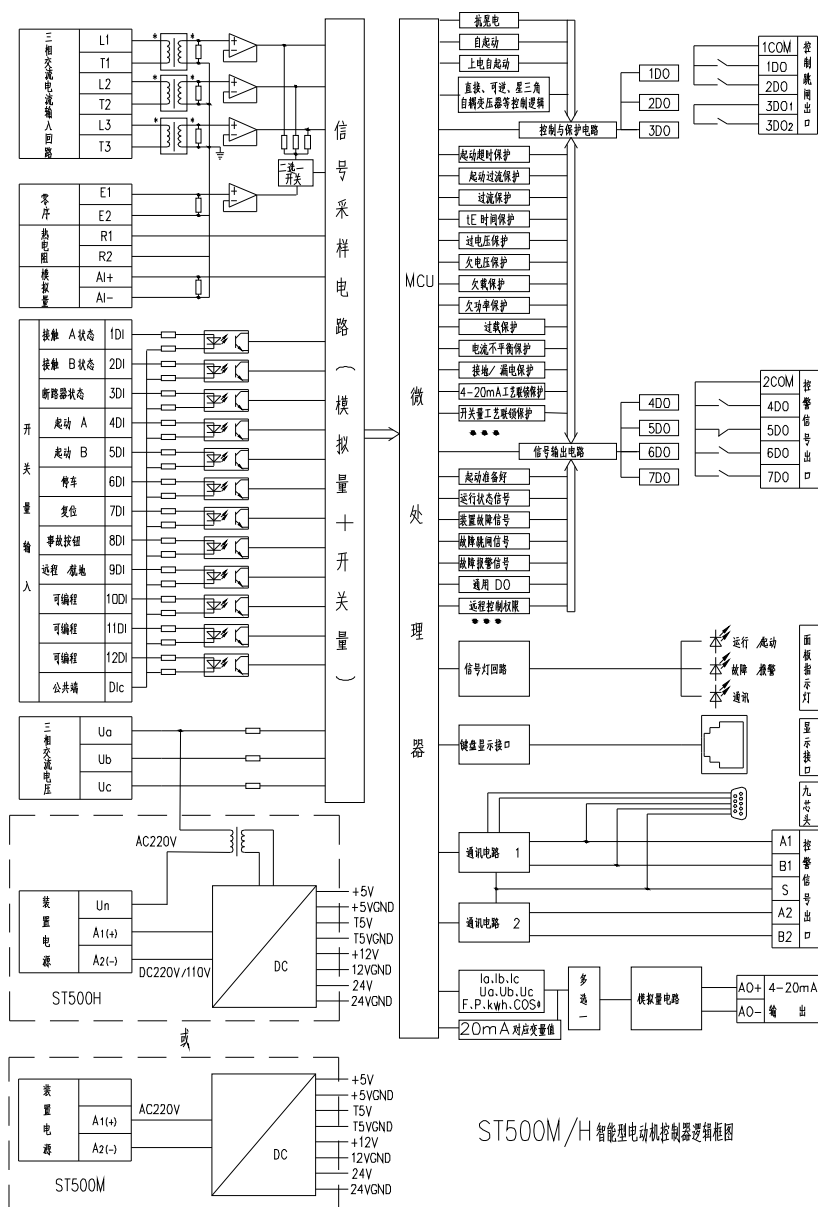 三相交流电流输入回路
L1
T1
L2
T2
L3
T3
* *
* *
* *
二选一
开关
零序
E1
E2
热电阻
R1
R2
模拟量
AI+
AI-
开关量输入
接触 A状态 1DI
接触 B状态 2DI
断路器状态 3DI
起动 A 4DI
起动 B 5DI
停车 6DI
复位 7DI
事故按钮 8DI
远程/就地 9DI
可编程 10DI
可编程 11DI
可编程 12DI
公共端 DIc
三相交流电压
Ua
Ub
Uc
信号采样电路(模拟量+开关量)
AC220V
装置电源
Un
A1(+)
A2(-)
DC220V/110V
DC
ST500H
+5V
+5VGND
T5V
T5VGND
+12V
12VGND
24V
24VGND
或
装置电源
A1(+)
A2(-)
AC220V
DC
ST500M
+5V
+5VGND
T5V
T5VGND
+12V
12VGND
24V
24VGND
MCU
微处理器
抗晃电
自起动
上电自起动
直接、可逆、星三角
自耦变压器等控制逻辑
控制与保护电路
起动超时保护
起动过流保护
过流保护
tE 时间保护
过电压保护
欠电压保护
欠载保护
欠功率保护
过载保护
电流不平衡保护
接地/漏电保护
4-20mA工艺联锁保护
开关量工艺联锁保护
•••
信号输出电路
起动准备好
运行状态信号
装置故障信号
故障跳闸信号
故障报警信号
通用 DO
远程控制权限
•••
1DO
2DO
3DO
1COM
1DO
2DO
3DO1
3DO2
控制跳闸出口
4DO
5DO
6DO
7DO
2COM
4DO
5DO
6DO
7DO
控警信号出口
信号灯回路
运行/起动
故障/报警
通讯
面板指示灯
键盘显示接口
显示接口
九芯头
通讯电路 1
通讯电路 2
A1
B1
S
A2
B2
控警信号出口
Ia.Ib.Ic
Ua.Ub.Uc
F.P.kwh.COSΦ
20mA对应变量值
多选一
模拟量电路
AO+
AO-
4-20mA
输 出
ST500M/H 智能型电动机控制器逻辑框图